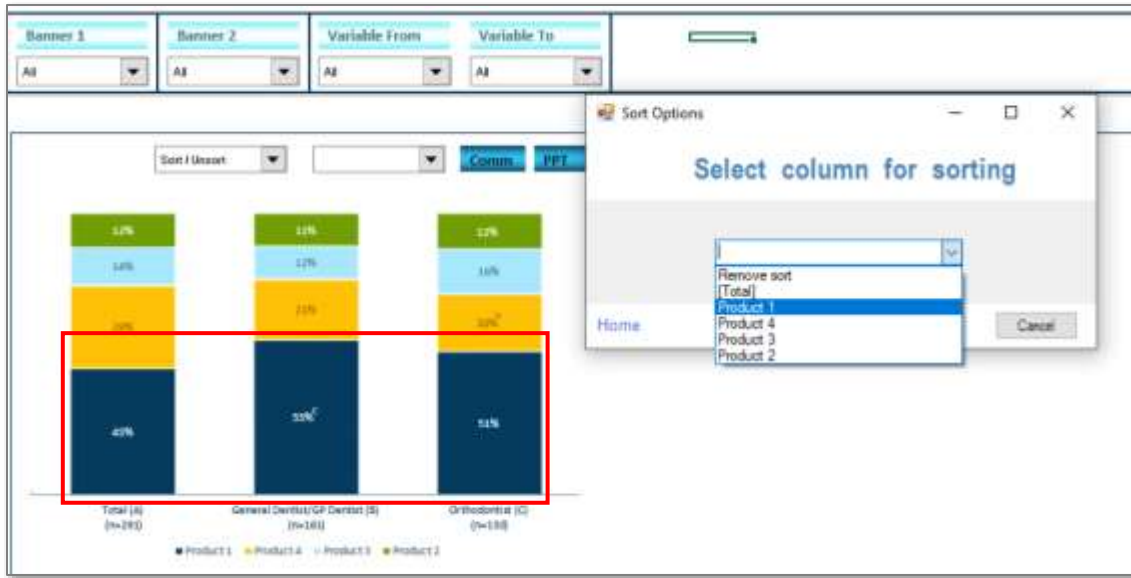 Banner 1 Banner 2 Variable From Variable To
All All All All
Sort Options
Sort / Unsort Comm PPT
Select column for sorting
Remove sort
[Total]
Product 1
Product 4
Product 3
Product 2
Home Cancel
12% 11% 12%
12% 16%
21%
55%C 51%
Total (A) General Dentist/GP Dentist (B) Orthodontist (C)
Product 1 Product 4 Product 3 Product 2